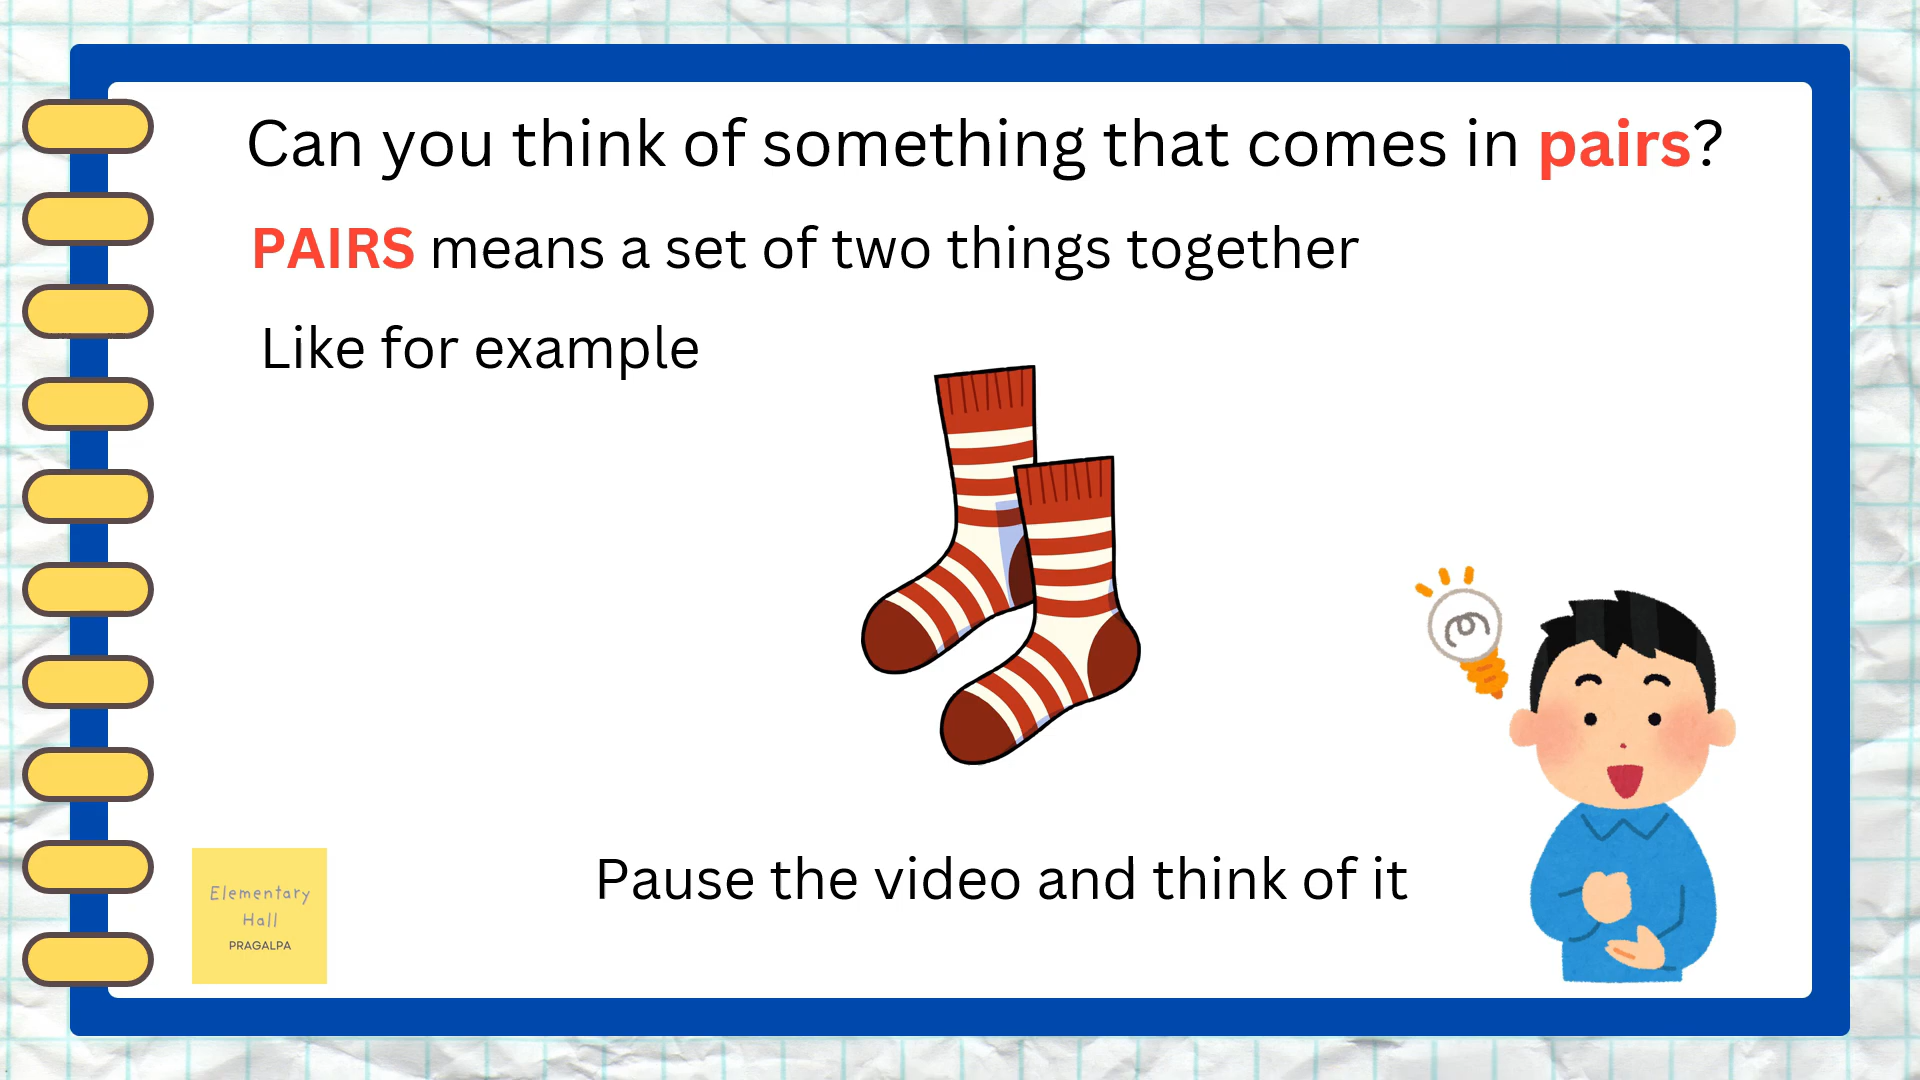 Can you think of something that comes in pairs?
PAIRS means a set of two things together
Like for example
Pause the video and think of it
Elementary
Hall
PRAGALPA